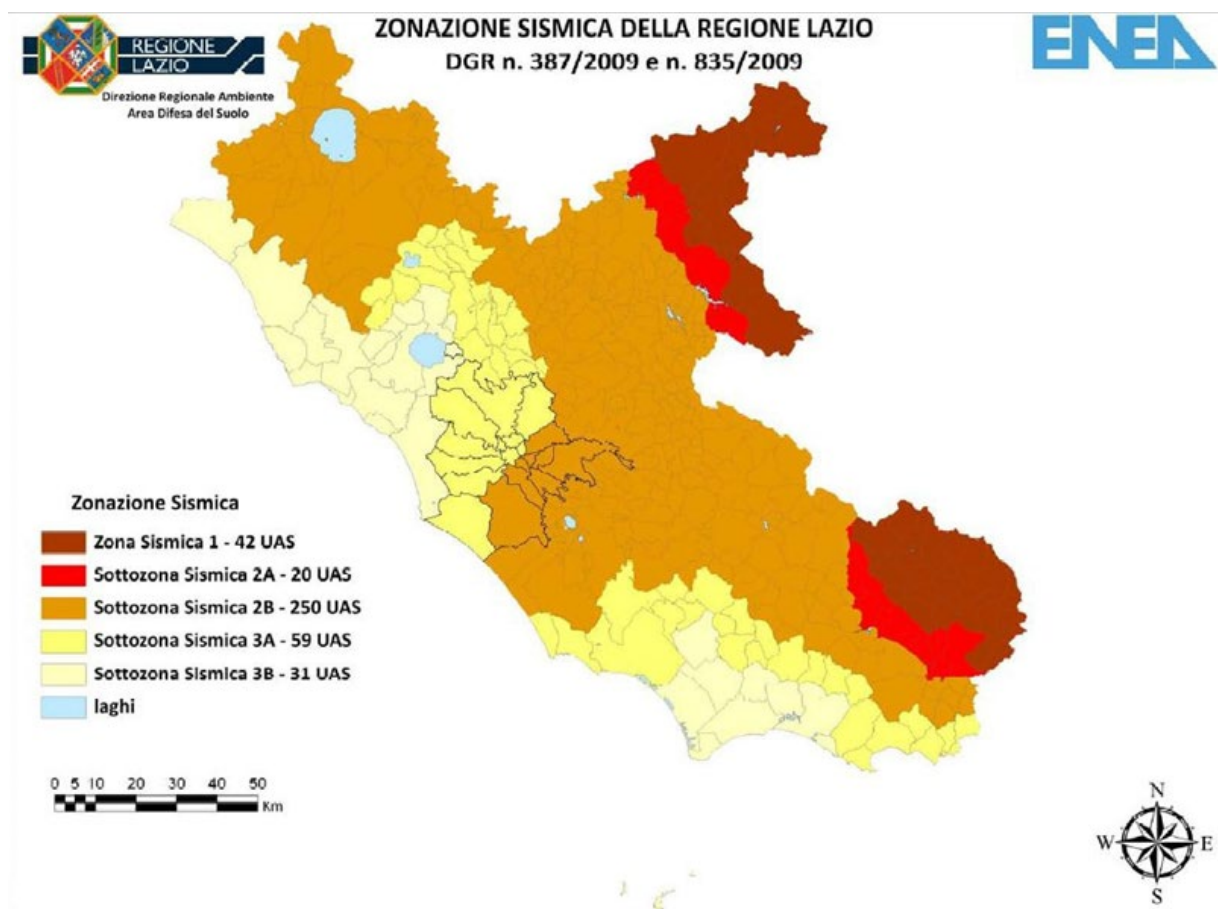 ZONAZIONE SISMICA DELLA REGIONE LAZIO
DGR n. 387/2009 e n. 835/2009
REGIONE
LAZIO
Direzione Regionale Ambiente
Area Difesa del Suolo
ENEA
Zonazione Sismica
Zona Sismica 1 - 42 UAS
Sottozona Sismica 2A - 20 UAS
Sottozona Sismica 2B - 250 UAS
Sottozona Sismica 3A - 59 UAS
Sottozona Sismica 3B - 31 UAS
laghi
0 5 10 20 30 40 50
Km
N
W E
S